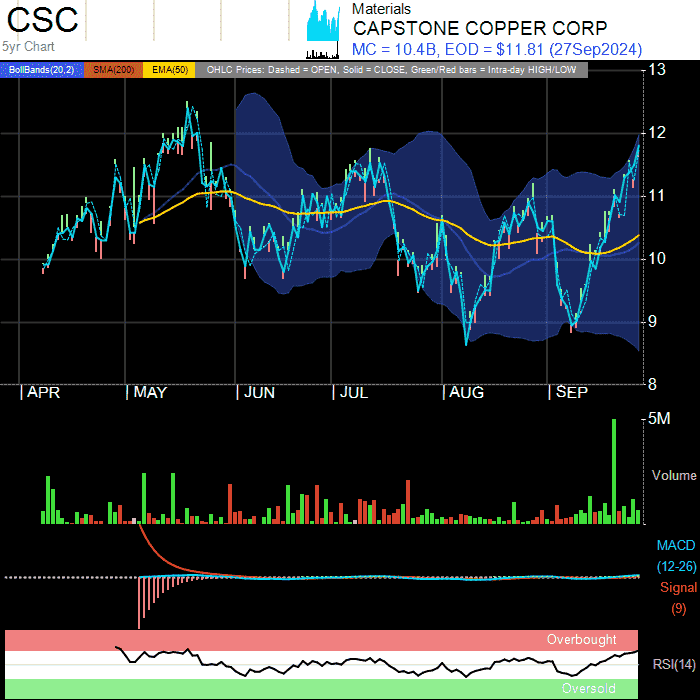 CSC
5yr Chart
Materials
CAPSTONE COPPER CORP
MC = 10.4B, EOD = $11.81 (27Sep2024)
BollBands(20,2) SMA(200) EMA(50) OHLC Prices: Dashed = OPEN, Solid = CLOSE, Green/Red bars = Intra-day HIGH/LOW
13
12
11
10
9
8
APR MAY JUN JUL AUG SEP
5M
Volume
MACD
(12-26)
Signal
(9)
Overbought
RSI(14)
Oversold